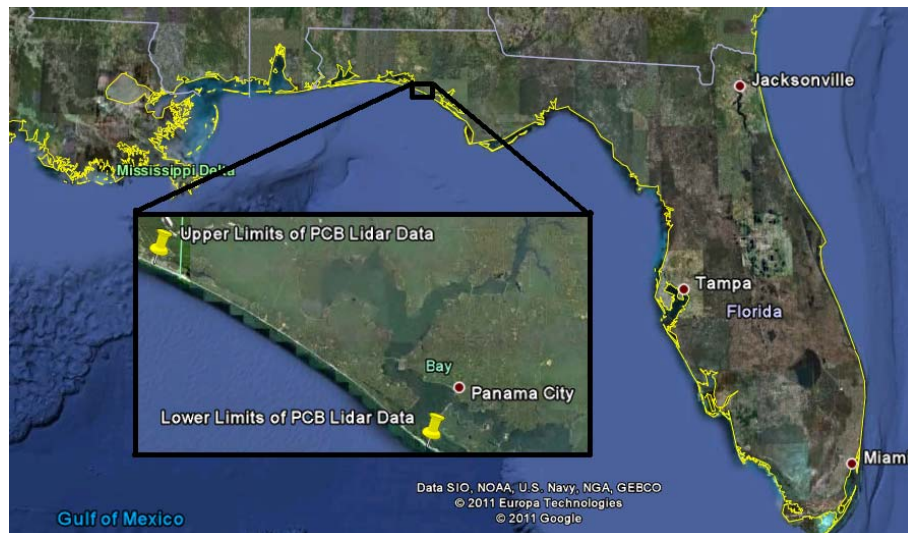 Jacksonville
Mississippi Delta
Upper Limits of PCB Lidar Data
Tampa
Florida
Bay
Panama City
Lower Limits of PCB Lidar Data
Miami
Data SIO, NOAA, U.S. Navy, NGA, GEBCO
© 2011 Europa Technologies
© 2011 Google
Gulf of Mexico